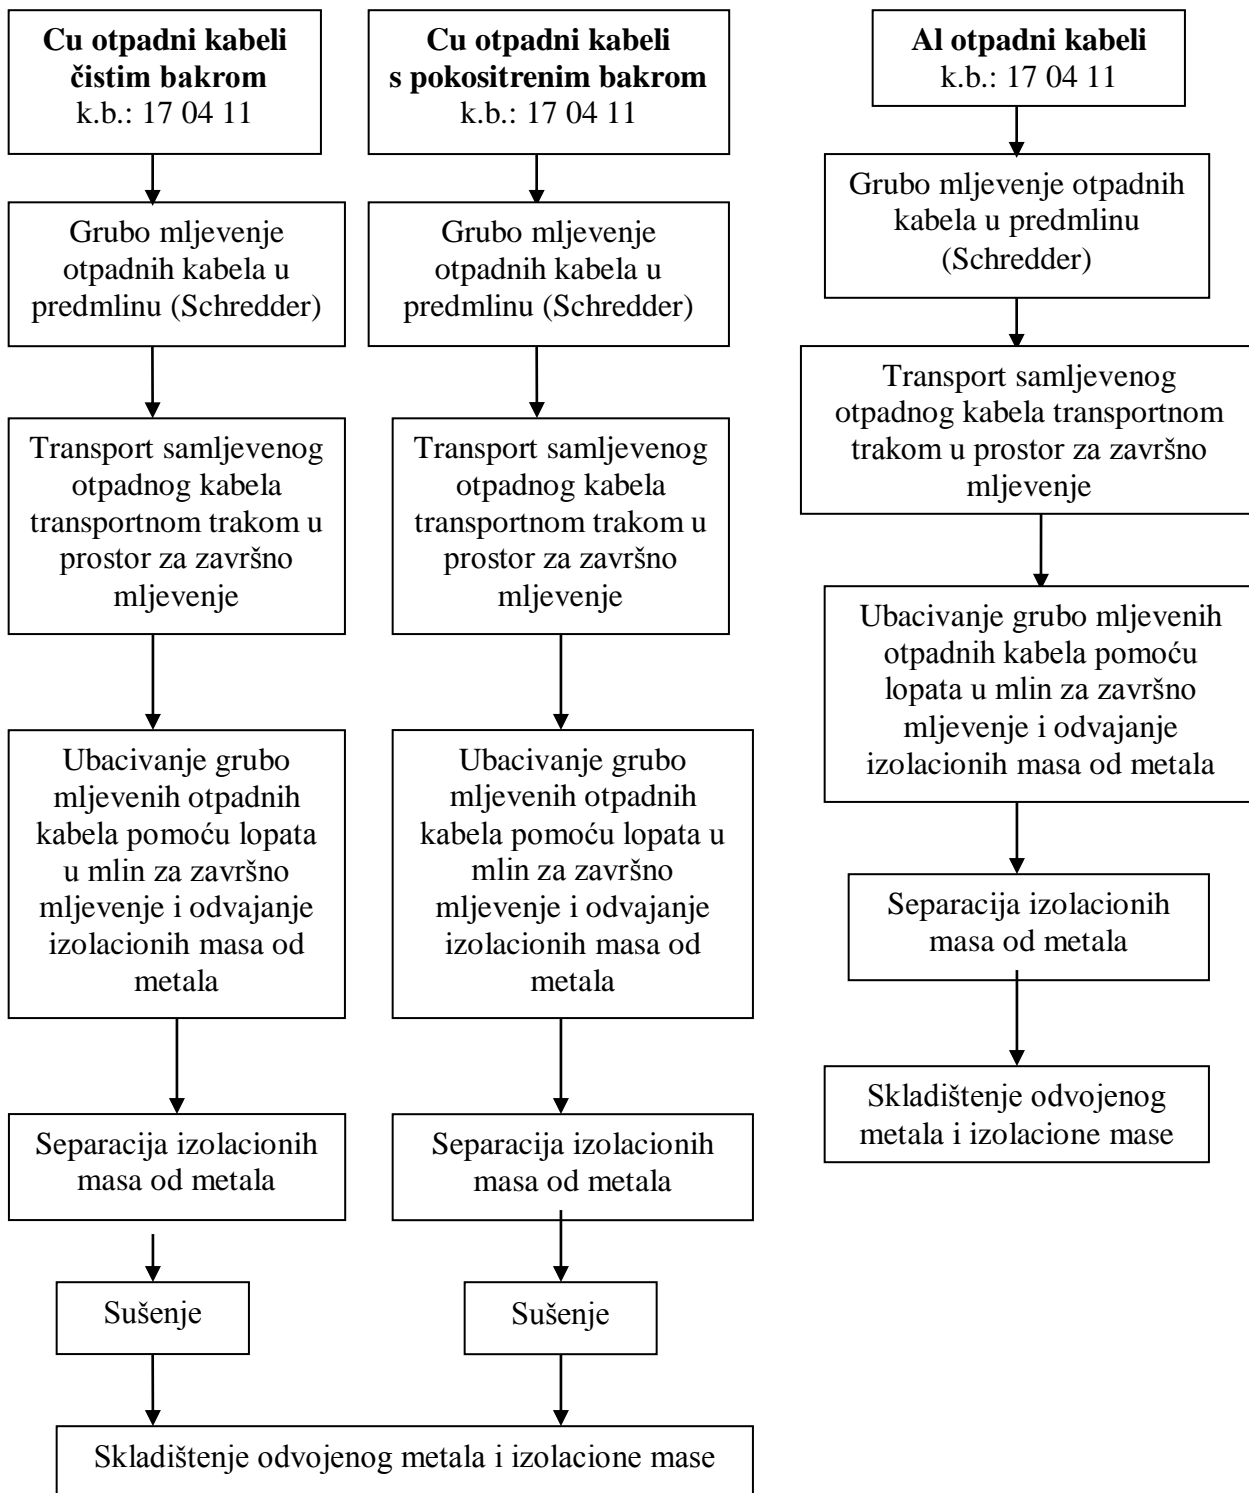 Cu otpadni kabeli
čistim bakrom
k.b.: 17 04 11
Grubo mljevenje
otpadnih kabela u
predmlinu (Schredder)
Transport samljevenog
otpadnog kabela
transportnom trakom u
prostor za završno
mljevenje
Ubacivanje grubo
mljevenih otpadnih
kabela pomoću lopata
u mlin za završno
mljevenje i odvajanje
izolacionih masa od
metala
Separacija izolacionih
masa od metala
Sušenje
Cu otpadni kabeli
s pokositrenim bakrom
k.b.: 17 04 11
Grubo mljevenje
otpadnih kabela u
predmlinu (Schredder)
Transport samljevenog
otpadnog kabela
transportnom trakom u
prostor za završno
mljevenje
Ubacivanje grubo
mljevenih otpadnih
kabela pomoću lopata u
mlin za završno
mljevenje i odvajanje
izolacionih masa od
metala
Separacija izolacionih
masa od metala
Sušenje
Skladištenje odvojenog metala i izolacione mase
Al otpadni kabeli
k.b.: 17 04 11
Grubo mljevenje otpadnih
kabela u predmlinu
(Schredder)
Transport samljevenog
otpadnog kabela transportnom
trakom u prostor za završno
mljevenje
Ubacivanje grubo mljevenih
otpadnih kabela pomoću
lopata u mlin za završno
mljevenje i odvajanje
izolacionih masa od metala
Separacija izolacionih
masa od metala
Skladištenje odvojenog
metala i izolacione mase